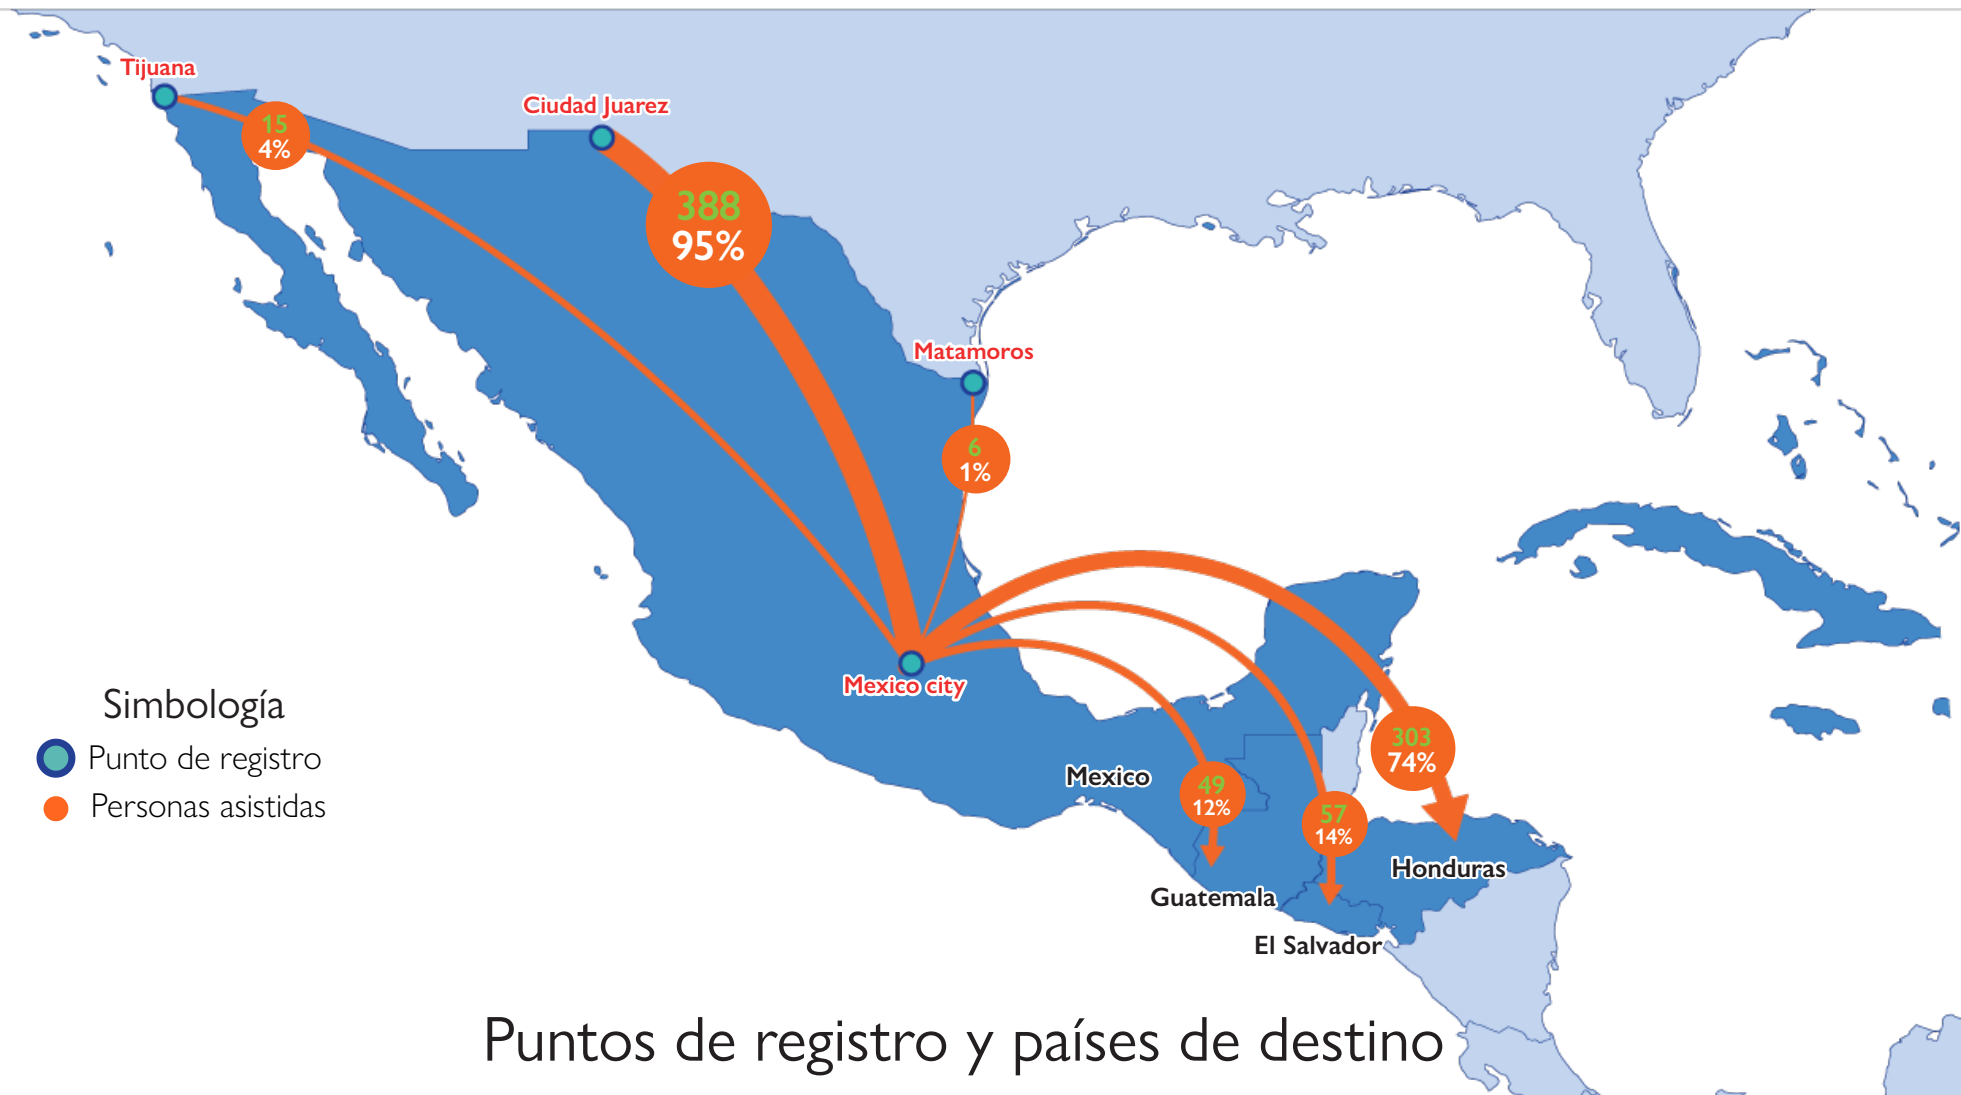 Tijuana
Ciudad Juarez
15
4%
388
95%
Matamoros
6
1%
Mexico city
Simbología
Punto de registro
Personas asistidas
Mexico
303
74%
49
12%
57
14%
Honduras
Guatemala
El Salvador
Puntos de registro y países de destino